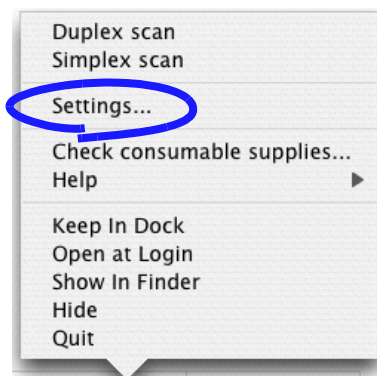 Duplex scan
Simplex scan
Settings...
Check consumable supplies...
Help
Keep In Dock
Open at Login
Show In Finder
Hide
Quit